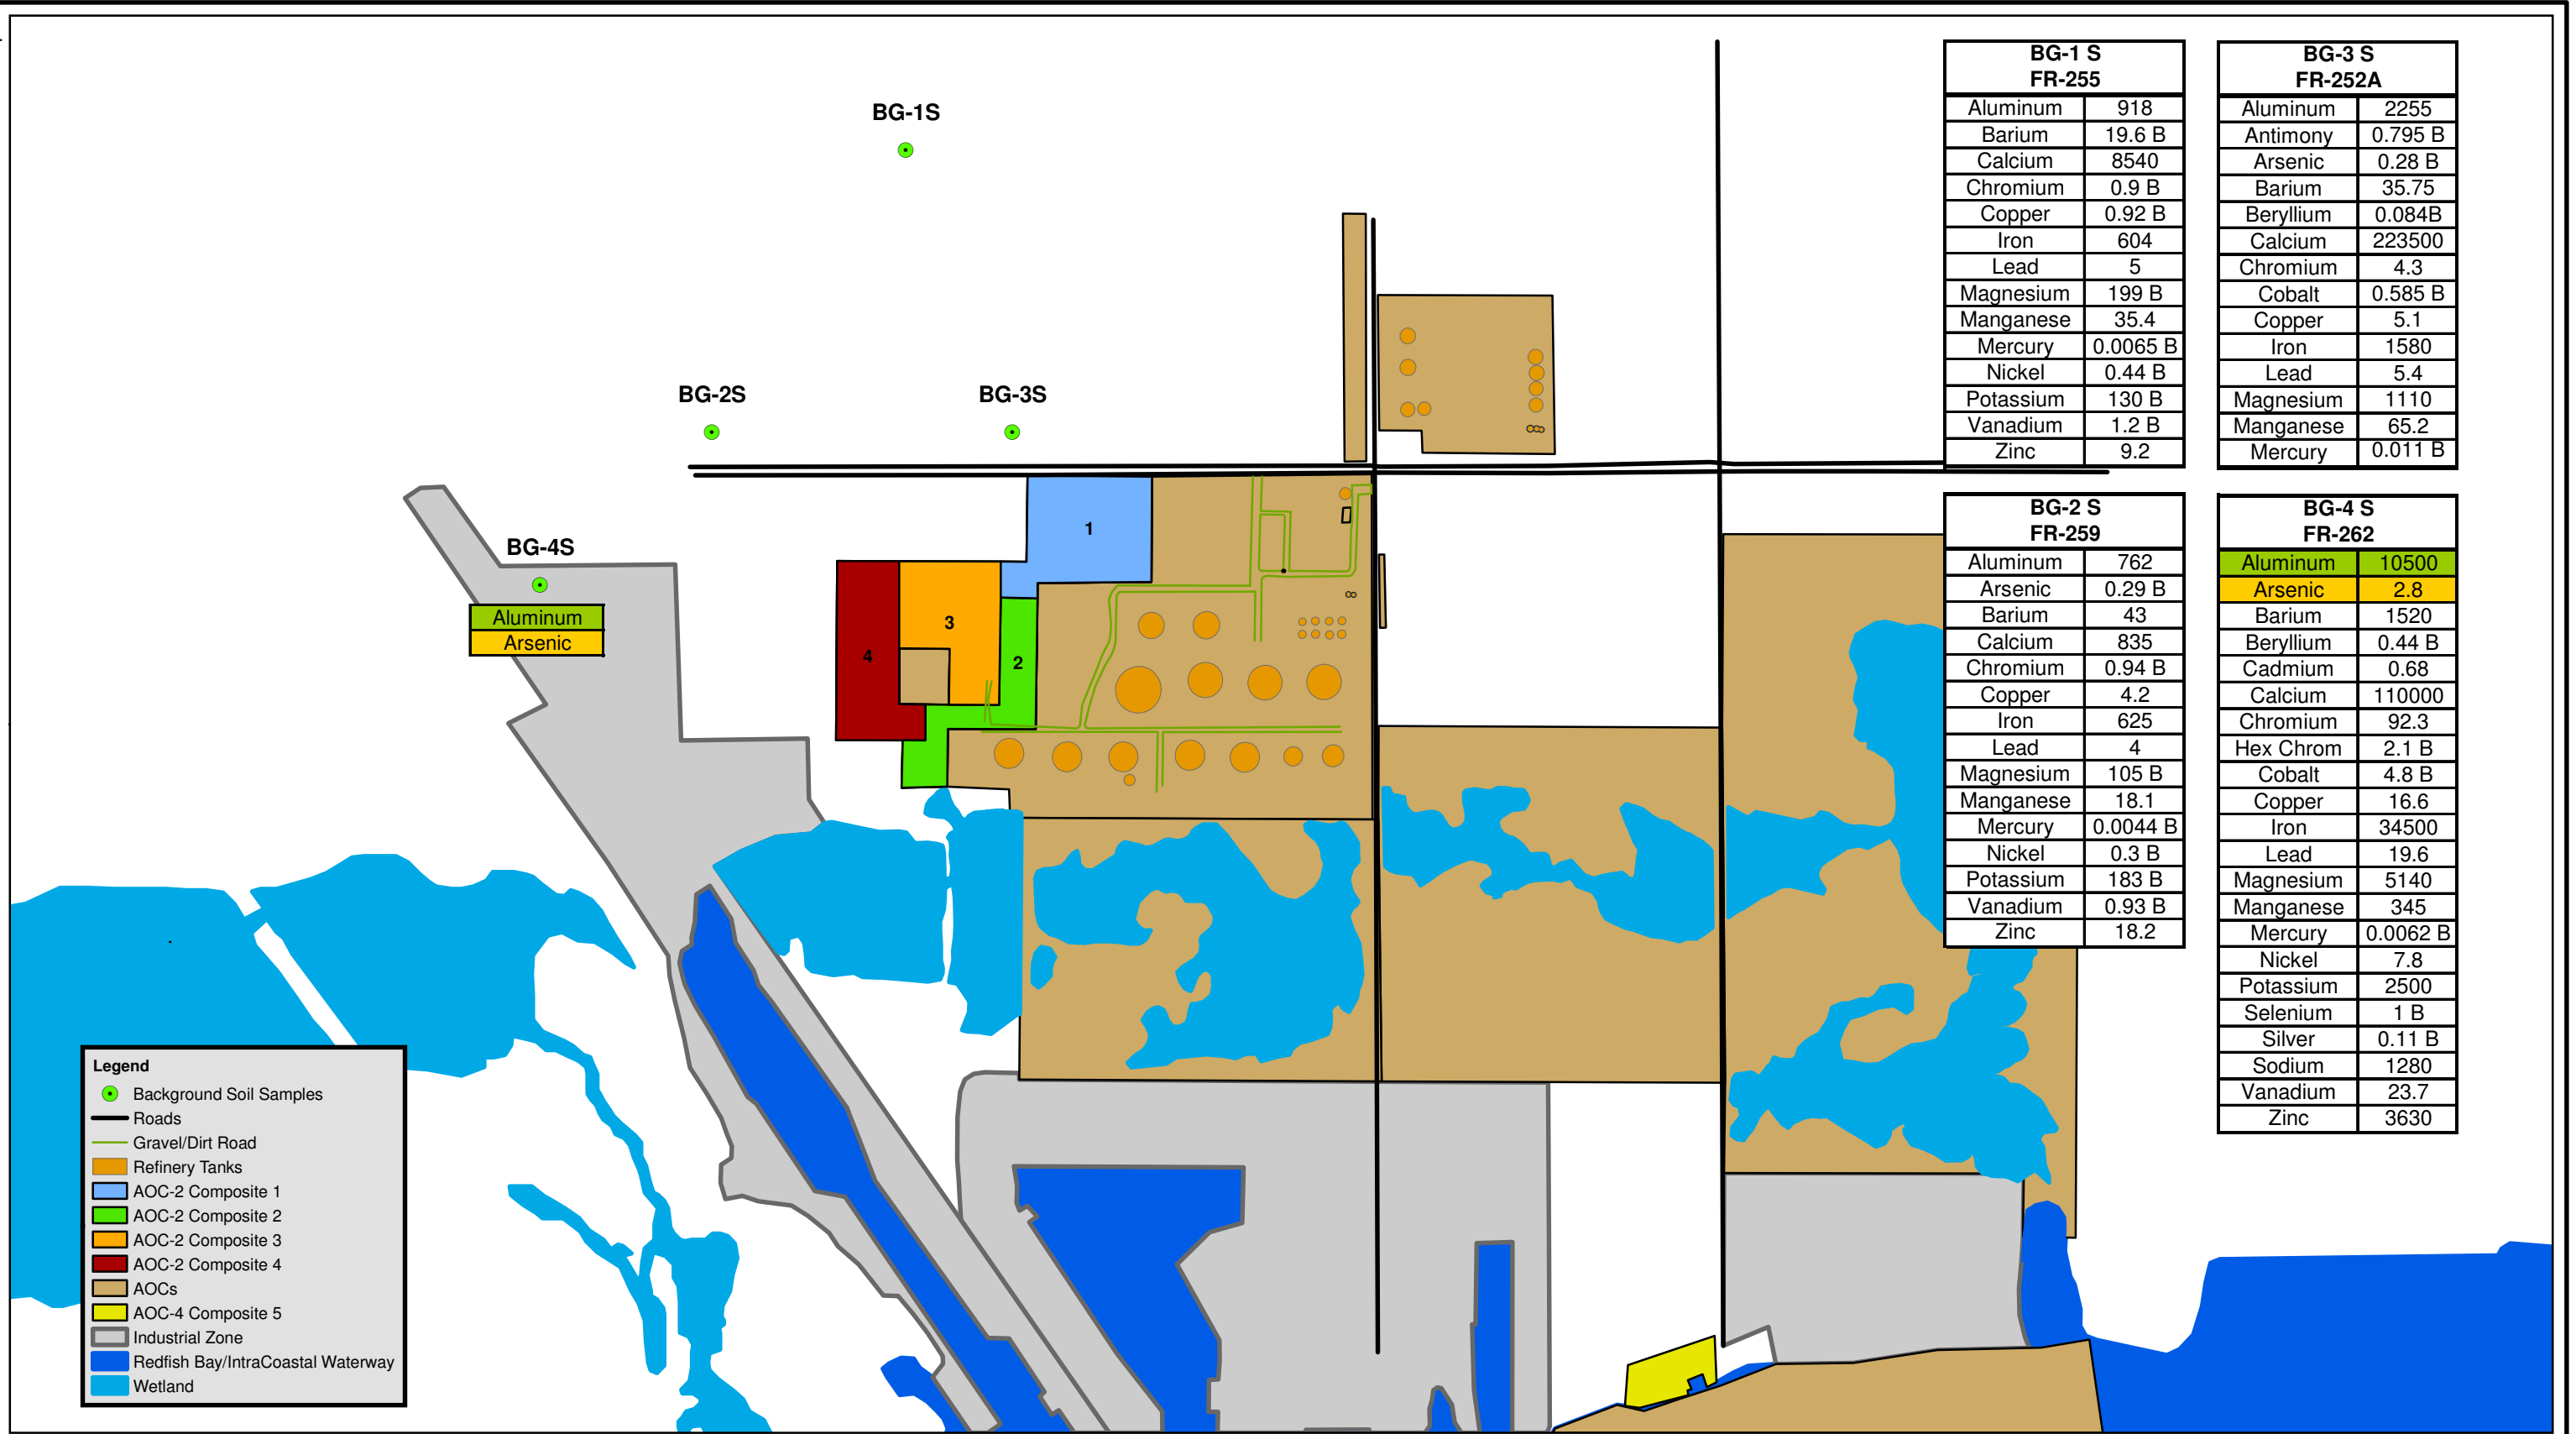 BG-1S
BG-2S
BG-3S
BG-4S
Aluminum
Arsenic
1
2
3
4
BG-1 S
FR-255
Aluminum 918
Barium 19.6 B
Calcium 8540
Chromium 0.9 B
Copper 0.92 B
Iron 604
Lead 5
Magnesium 199 B
Manganese 35.4
Mercury 0.0065 B
Nickel 0.44 B
Potassium 130 B
Vanadium 1.2 B
Zinc 9.2
BG-3 S
FR-252A
Aluminum 2255
Antimony 0.795 B
Arsenic 0.28 B
Barium 35.75
Beryllium 0.084B
Calcium 223500
Chromium 4.3
Cobalt 0.585 B
Copper 5.1
Iron 1580
Lead 5.4
Magnesium 1110
Manganese 65.2
Mercury 0.011 B
BG-2 S
FR-259
Aluminum 762
Arsenic 0.29 B
Barium 43
Calcium 835
Chromium 0.94 B
Copper 4.2
Iron 625
Lead 4
Magnesium 105 B
Manganese 18.1
Mercury 0.0044 B
Nickel 0.3 B
Potassium 183 B
Vanadium 0.93 B
Zinc 18.2
BG-4 S
FR-262
Aluminum 10500
Arsenic 2.8
Barium 1520
Beryllium 0.44 B
Cadmium 0.68
Calcium 110000
Chromium 92.3
Hex Chrom 2.1 B
Cobalt 4.8 B
Copper 16.6
Iron 34500
Lead 19.6
Magnesium 5140
Manganese 345
Mercury 0.0062 B
Nickel 7.8
Potassium 2500
Selenium 1 B
Silver 0.11 B
Sodium 1280
Vanadium 23.7
Zinc 3630
Legend
Background Soil Samples
Roads
Gravel/Dirt Road
Refinery Tanks
AOC-2 Composite 1
AOC-2 Composite 2
AOC-2 Composite 3
AOC-2 Composite 4
AOCs
AOC-4 Composite 5
Industrial Zone
Redfish Bay/IntraCoastal Waterway
Wetland